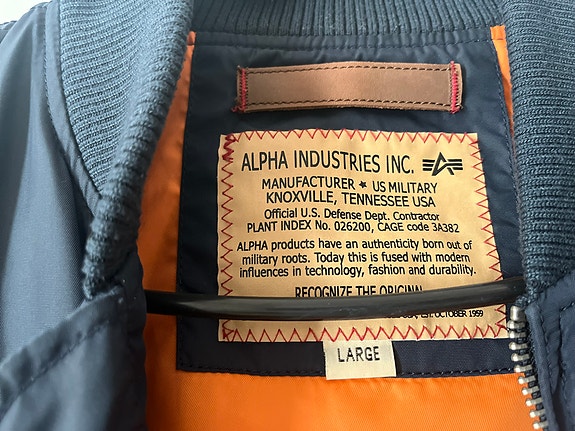 ALPHA INDUSTRIES INC.
MANUFACTURER ★ US MILITARY
KNOXVILLE, TENNESSEE USA
Official U.S. Defense Dept. Contractor
PLANT INDEX No. 026200, CAGE code 3A382
ALPHA products have an authenticity born out of
military roots. Today this is fused with modern
influences in technology, fashion and durability.
RECOGNIZE THE ORIGINAL
USA, EST. OCTOBER 1959
LARGE